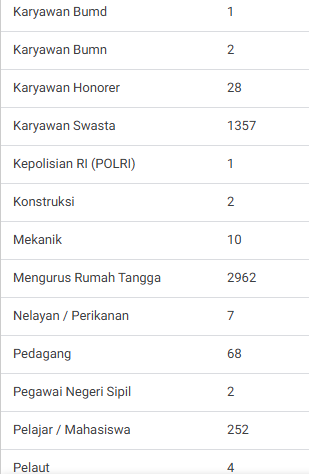 Karyawan Bumd 1
Karyawan Bumn 2
Karyawan Honorer 28
Karyawan Swasta 1357
Kepolisian RI (POLRI) 1
Konstruksi 2
Mekanik 10
Mengurus Rumah Tangga 2962
Nelayan / Perikanan 7
Pedagang 68
Pegawai Negeri Sipil 2
Pelajar / Mahasiswa 252
Pelaut 4